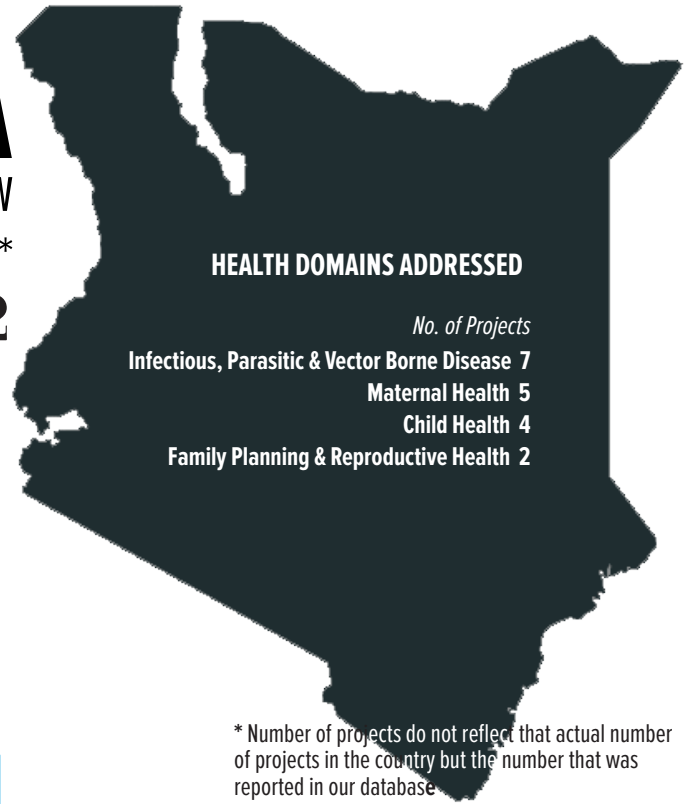 A
W
*
2
HEALTH DOMAINS ADDRESSED
No. of Projects
Infectious, Parasitic & Vector Borne Disease 7
Maternal Health 5
Child Health 4
Family Planning & Reproductive Health 2
* Number of projects do not reflect that actual number
of projects in the country but the number that was
reported in our database